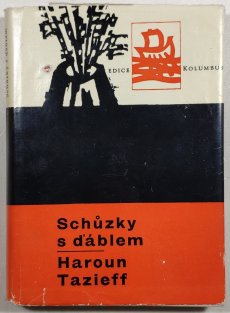 EDICE KOLUMBUS
Schůzky
s ďáblem
Haroun
Tazieff